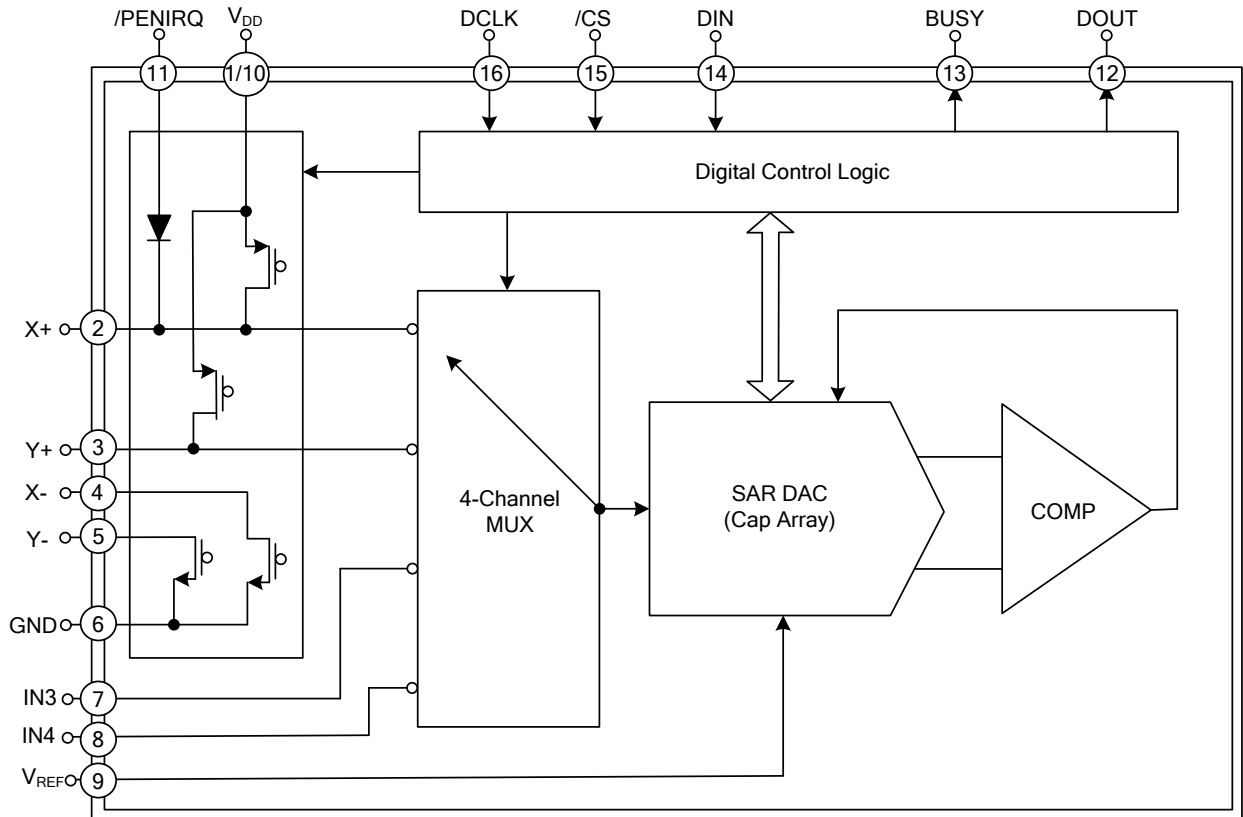 /PENIRQ
VDD
DCLK
/CS
DIN
BUSY
DOUT
11
1/10
16
15
14
13
12
Digital Control Logic
X+
2
Y+
3
X-
4
Y-
5
GND
6
IN3
7
IN4
8
VREF
9
4-Channel
MUX
SAR DAC
(Cap Array)
COMP